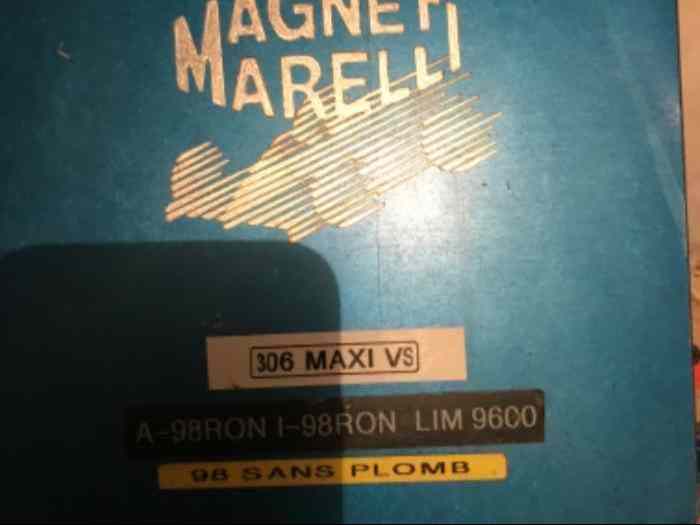 MAGNETI
MARELLI
306 MAXI VS
A-98RON I-98RON LIM 9600
98 SANS PLOMB